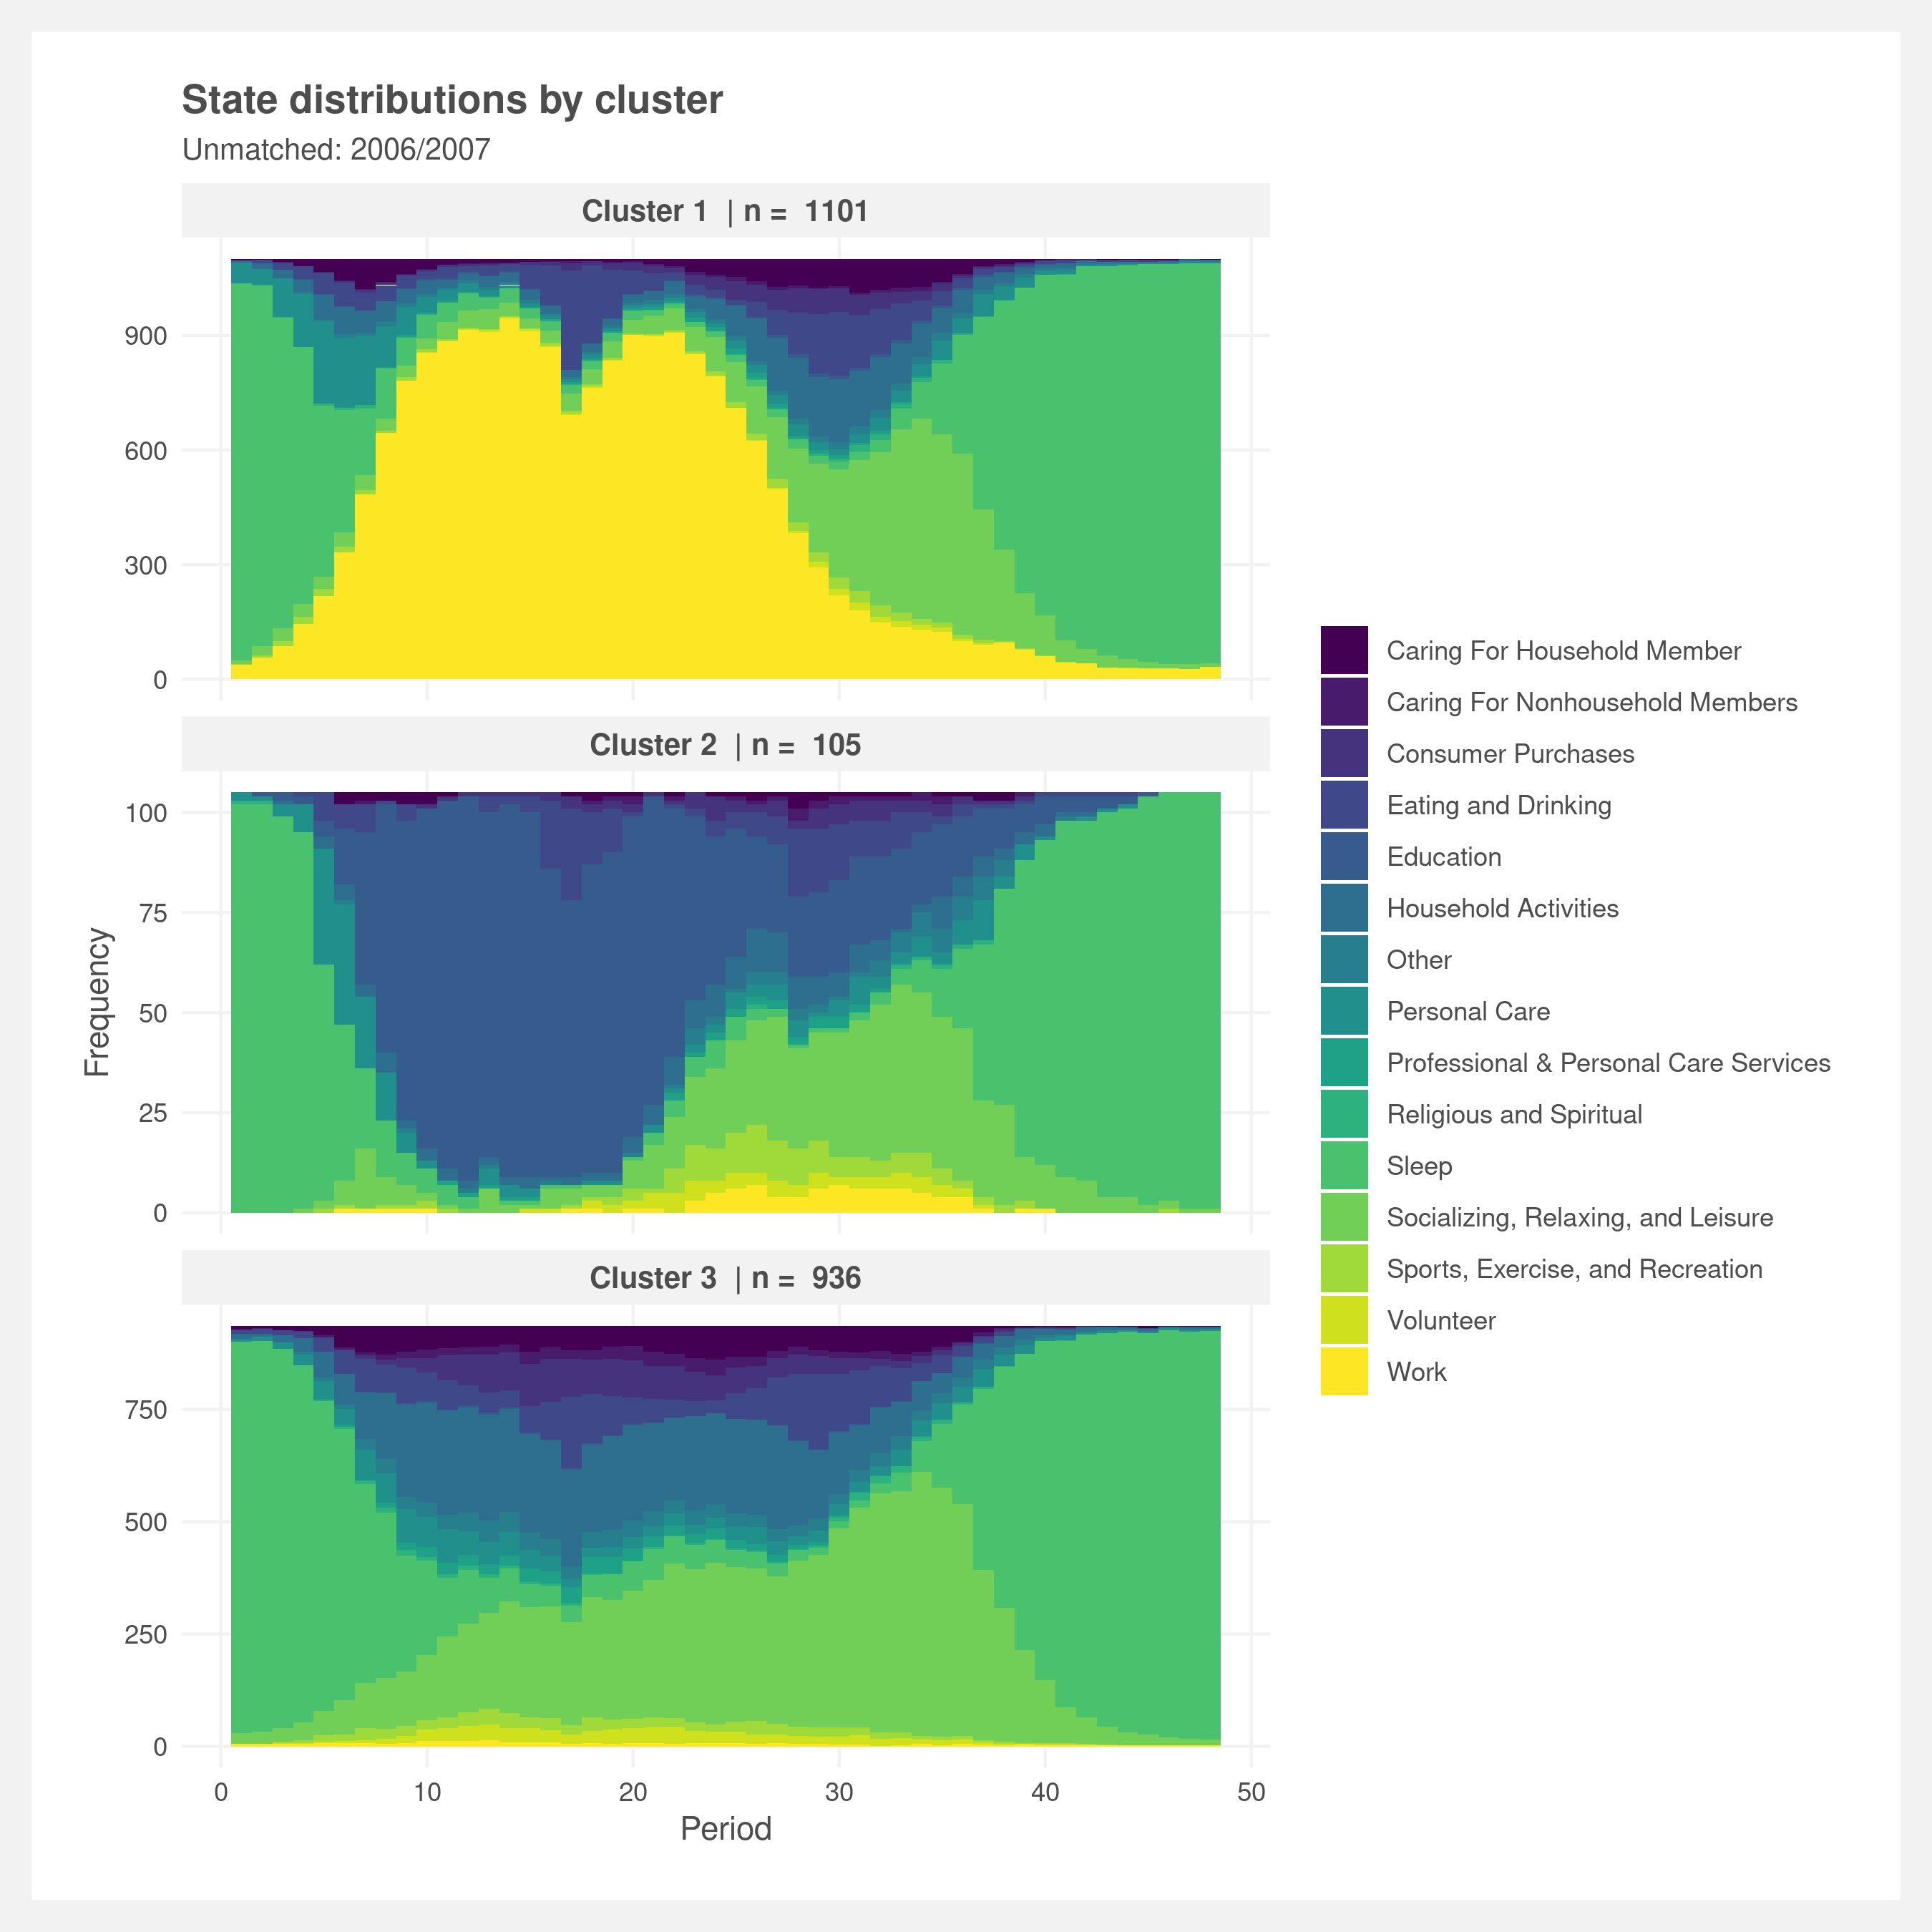 State distributions by cluster
Unmatched: 2006/2007
Cluster 1 | n = 1101
900
600
300
0
Cluster 2 | n = 105
100
75
50
25
0
Cluster 3 | n = 936
750
500
250
0
0 10 20 30 40 50
Period
Frequency
Caring For Household Member
Caring For Nonhousehold Members
Consumer Purchases
Eating and Drinking
Education
Household Activities
Other
Personal Care
Professional & Personal Care Services
Religious and Spiritual
Sleep
Socializing, Relaxing, and Leisure
Sports, Exercise, and Recreation
Volunteer
Work